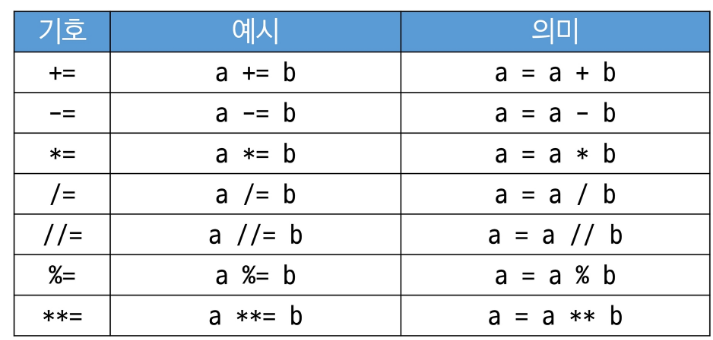 기호 예시 의미
+= a += b a = a + b
-= a -= b a = a - b
*= a *= b a = a * b
/= a /= b a = a / b
//= a //= b a = a // b
%= a %= b a = a % b
**= a **= b a = a ** b